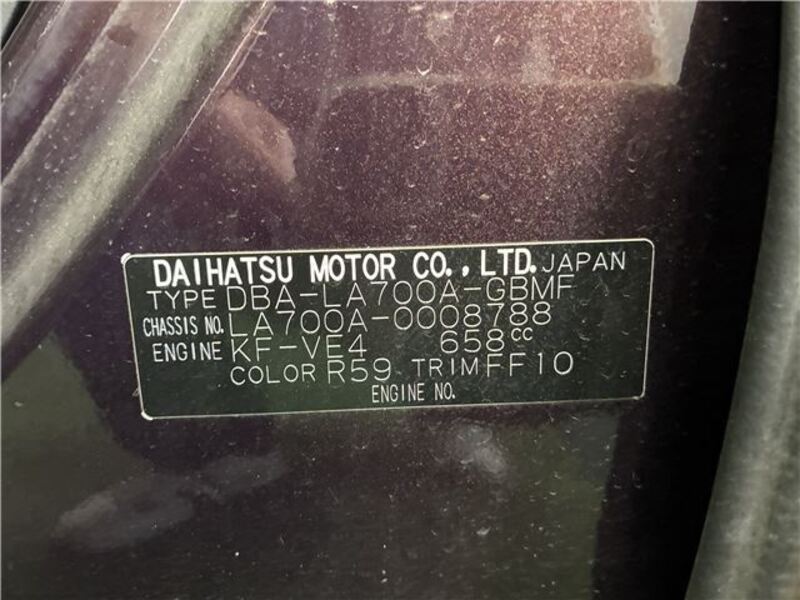 DAIHATSU MOTOR CO., LTD. JAPAN
TYPE DBA-LA700A-GBMF
CHASSIS NO. LA700A-0008788
ENGINE KF-VE4 658cc
COLOR R59 TRIM FF10
ENGINE NO.